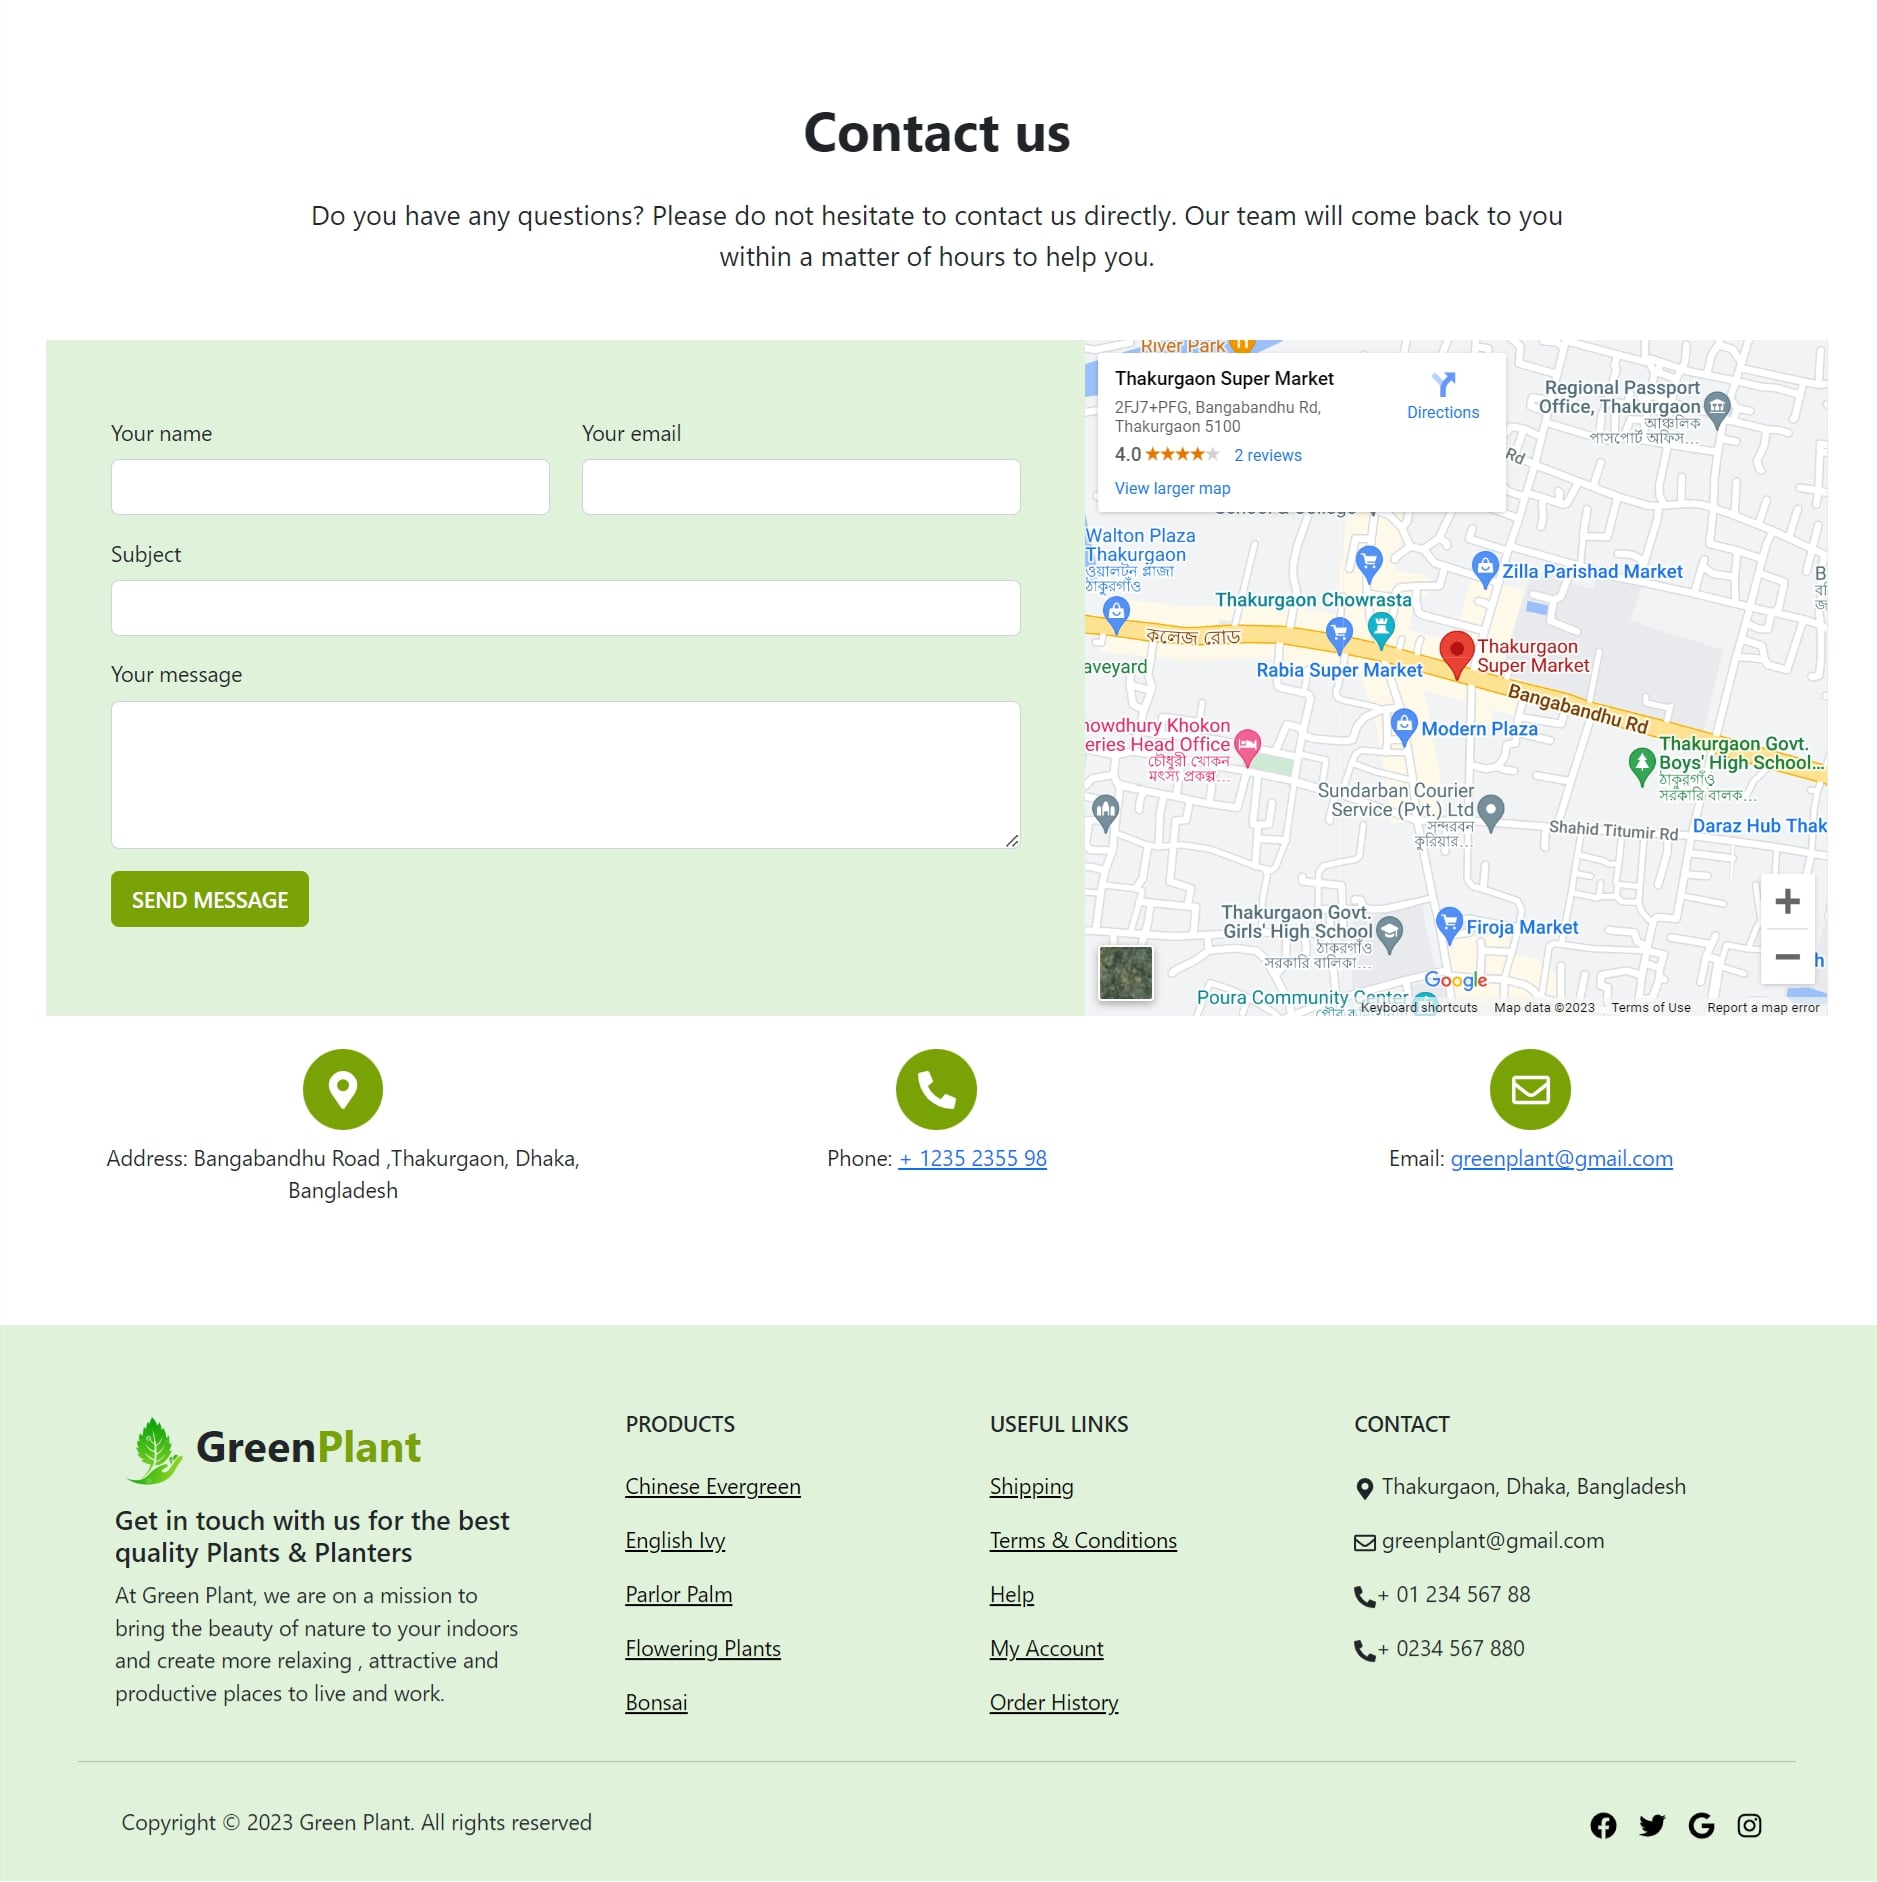 Contact us
Do you have any questions? Please do not hesitate to contact us directly. Our team will come back to you
within a matter of hours to help you.
Your name
Your email
Subject
Your message
SEND MESSAGE
River Park
Thakurgaon Super Market
2FJ7+PFG, Bangabandhu Rd,
Thakurgaon 5100
4.0
2 reviews
View larger map
Directions
Regional Passport
Office, Thakurgaon
আঞ্চলিক
পাসপোর্ট অফিস...
Rd
School & College
Walton Plaza
Thakurgaon
ওয়ালটন প্লাজা
ঠাকুরগাঁও
Zilla Parishad Market
Thakurgaon Chowrasta
কলেজ রোড
Thakurgaon
Super Market
Rabia Super Market
aveyard
Bangabandhu Rd
howdhury Khokon
eries Head Office
চৌধুরী খোকন
মৎস্য প্রকল্প...
Modern Plaza
Thakurgaon Govt.
Boys' High School...
ঠাকুরগাঁও
সরকারি বালক...
Sundarban Courier
Service (Pvt.) Ltd
সুন্দরবন
কুরিয়ার...
Shahid Titumir Rd
Daraz Hub Thak
Thakurgaon Govt.
Girls' High School
ঠাকুরগাঁও
সরকারি বালিকা...
Firoja Market
Google
Poura Community Center
Keyboard shortcuts
Map data ©2023
Terms of Use
Report a map error
Address: Bangabandhu Road ,Thakurgaon, Dhaka,
Bangladesh
Phone: + 1235 2355 98
Email: greenplant@gmail.com
GreenPlant
Get in touch with us for the best
quality Plants & Planters
At Green Plant, we are on a mission to
bring the beauty of nature to your indoors
and create more relaxing , attractive and
productive places to live and work.
PRODUCTS
Chinese Evergreen
English Ivy
Parlor Palm
Flowering Plants
Bonsai
USEFUL LINKS
Shipping
Terms & Conditions
Help
My Account
Order History
CONTACT
Thakurgaon, Dhaka, Bangladesh
greenplant@gmail.com
+ 01 234 567 88
+ 0234 567 880
Copyright © 2023 Green Plant. All rights reserved